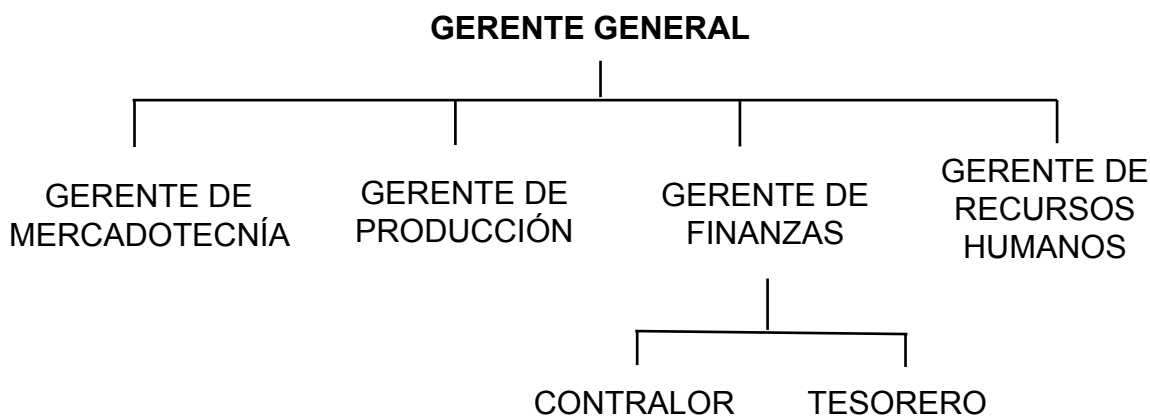 GERENTE GENERAL
GERENTE DE
MERCADOTECNÍA
GERENTE DE
PRODUCCIÓN
GERENTE DE
FINANZAS
GERENTE DE
RECURSOS
HUMANOS
CONTRALOR
TESORERO